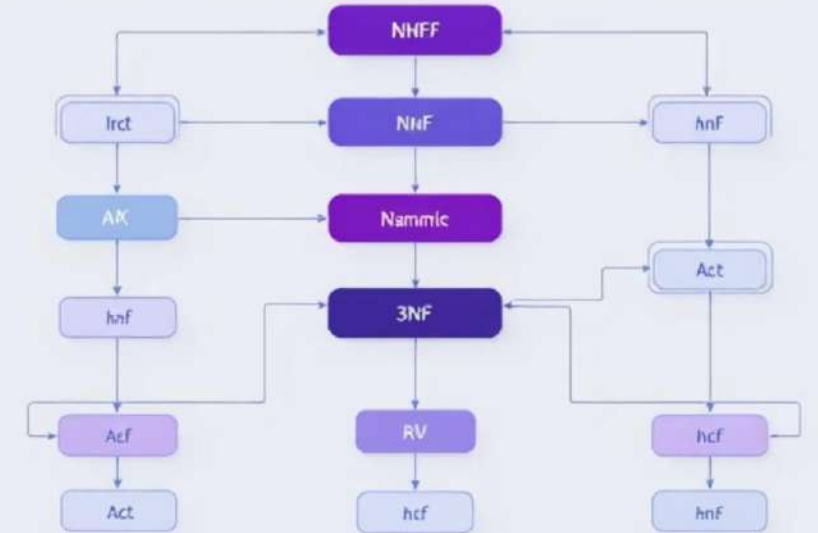 NHFF
Irct
NNF
hnF
AK
Nammic
Act
hnf
3NF
Acf
RV
hcf
Act
hcf
hnF